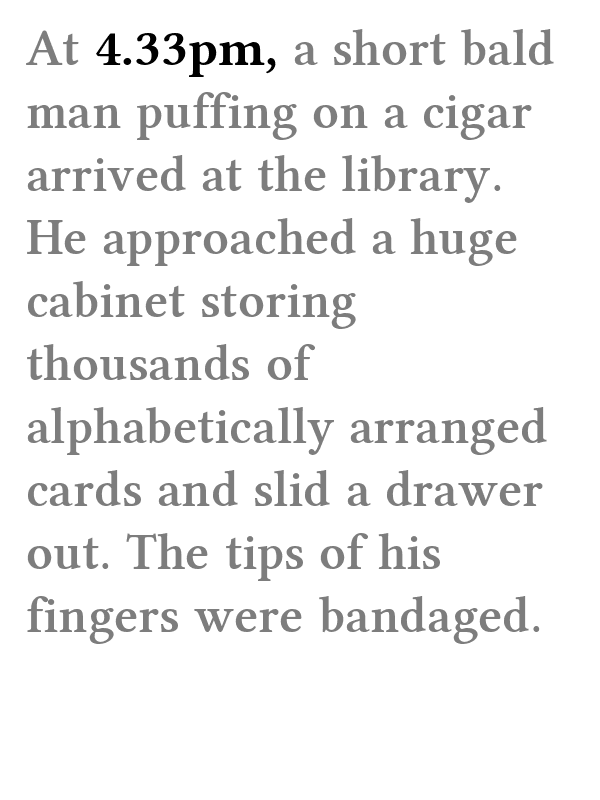 At 4.33pm, a short bald
man puffing on a cigar
arrived at the library.
He approached a huge
cabinet storing
thousands of
alphabetically arranged
cards and slid a drawer
out. The tips of his
fingers were bandaged.